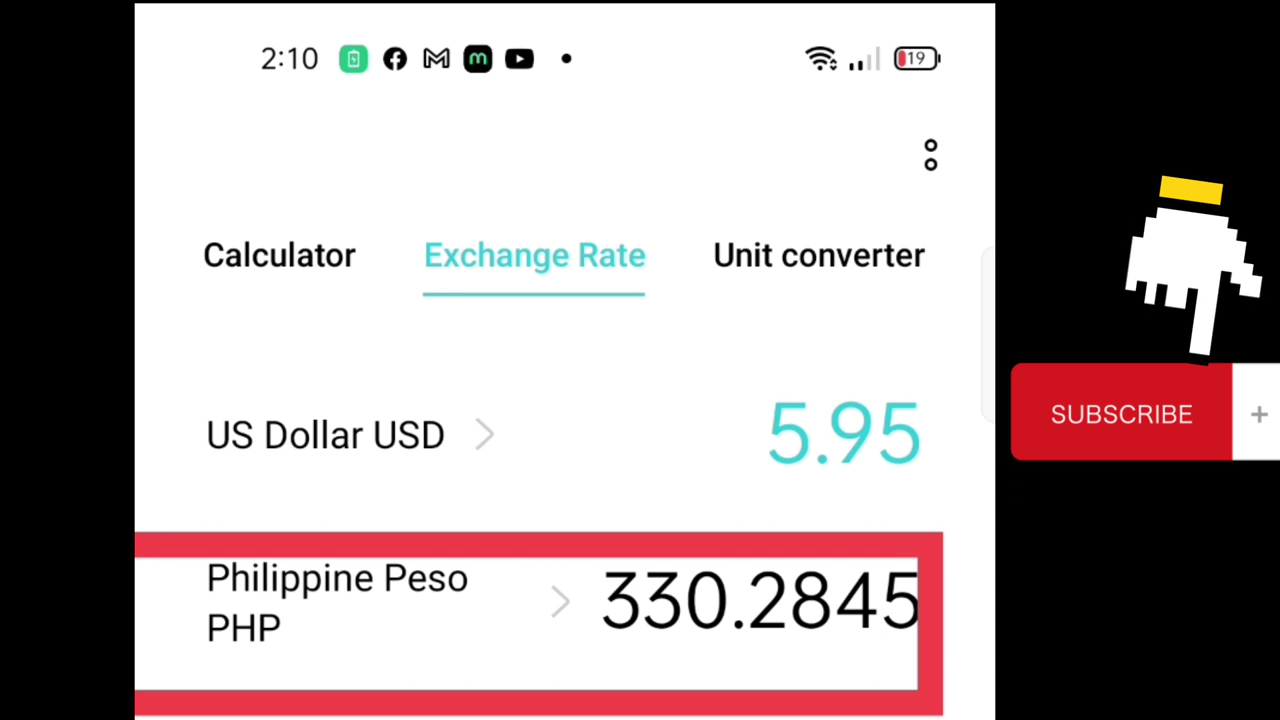 2:10
19
Calculator Exchange Rate Unit converter
US Dollar USD 5.95
SUBSCRIBE +
Philippine Peso
PHP
330.2845